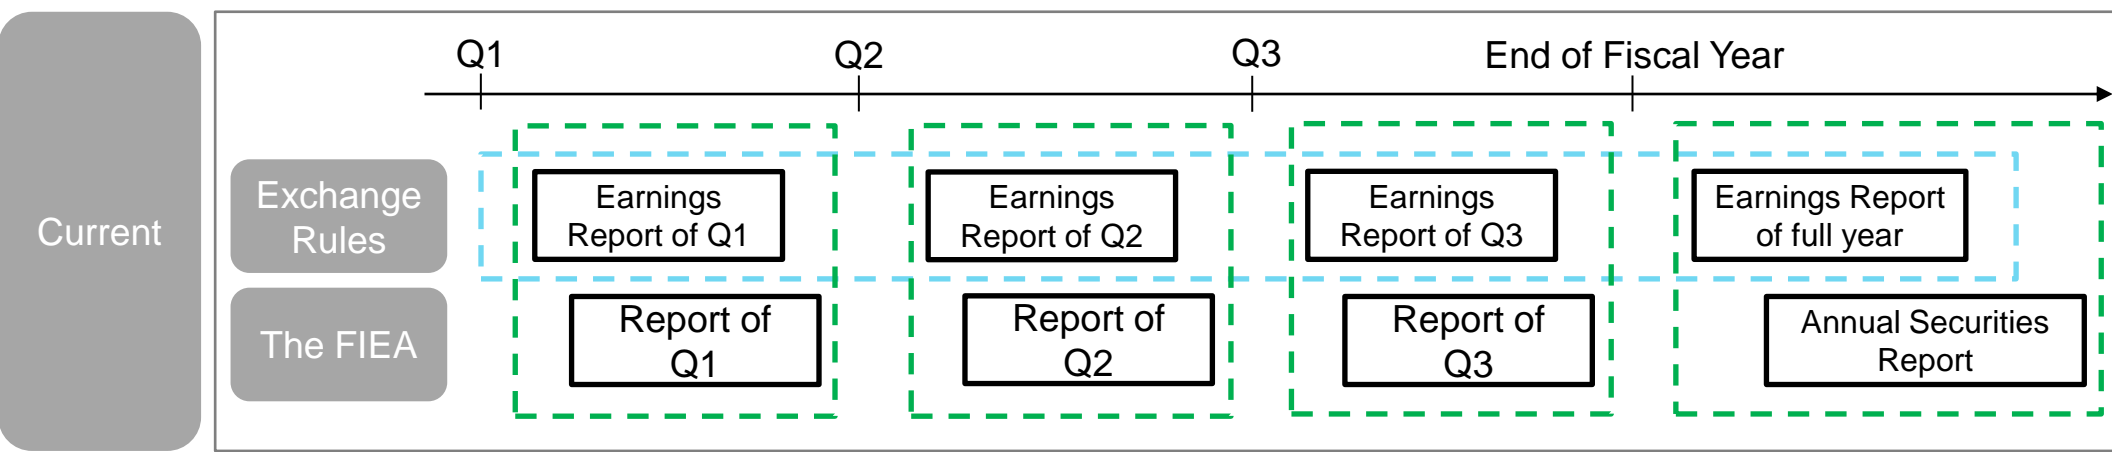 Current
Q1
Q2
Q3
End of Fiscal Year
Exchange
Rules
Earnings
Report of Q1
Earnings
Report of Q2
Earnings
Report of Q3
Earnings Report
of full year
The FIEA
Report of
Q1
Report of
Q2
Report of
Q3
Annual Securities
Report